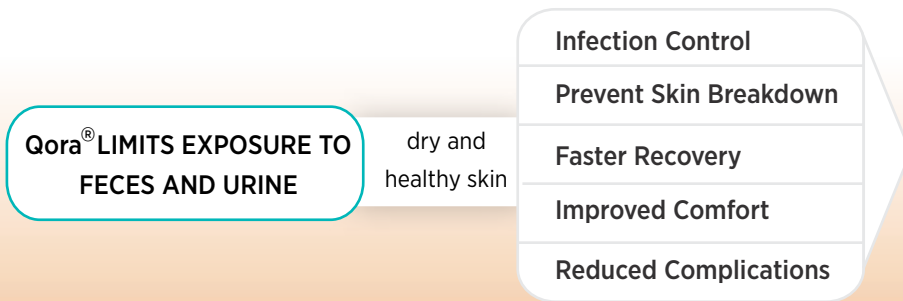 Qora® LIMITS EXPOSURE TO
FECES AND URINE
dry and
healthy skin
Infection Control
Prevent Skin Breakdown
Faster Recovery
Improved Comfort
Reduced Complications